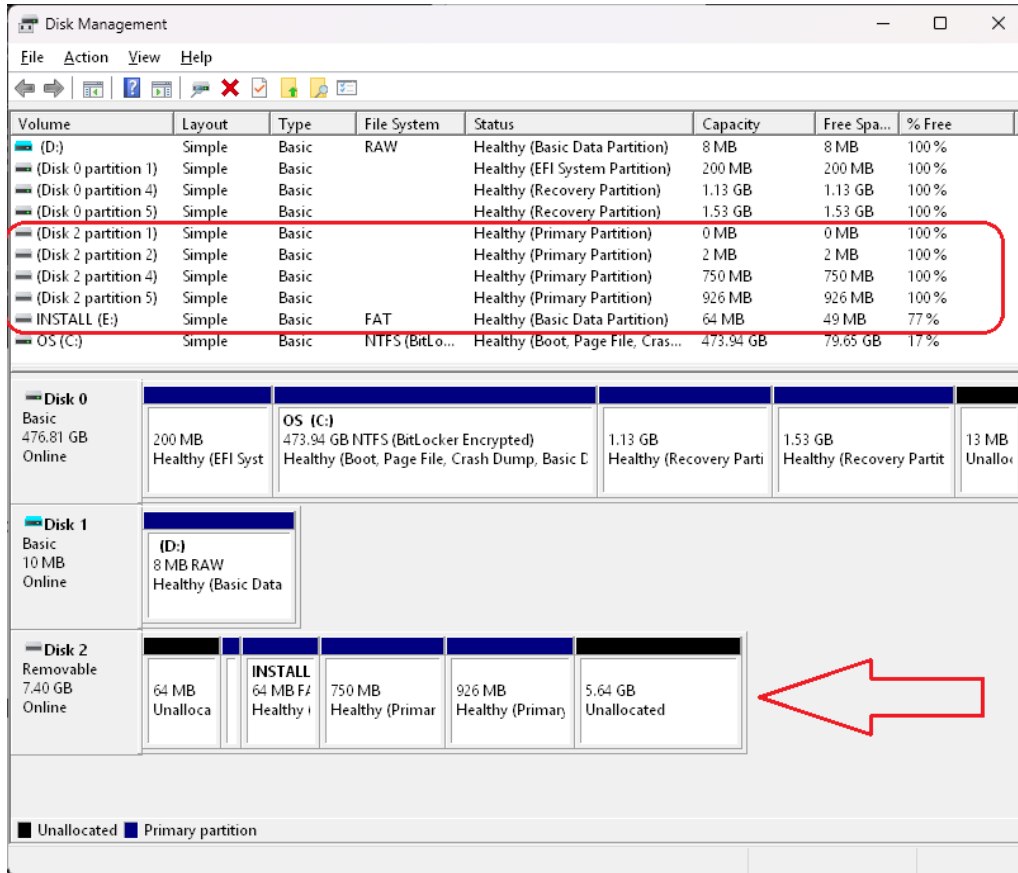 Disk Management
File Action View Help
Volume Layout Type File System Status Capacity Free Spa... % Free
(D:) Simple Basic RAW Healthy (Basic Data Partition) 8 MB 8 MB 100 %
(Disk 0 partition 1) Simple Basic Healthy (EFI System Partition) 200 MB 200 MB 100 %
(Disk 0 partition 4) Simple Basic Healthy (Recovery Partition) 1.13 GB 1.13 GB 100 %
(Disk 0 partition 5) Simple Basic Healthy (Recovery Partition) 1.53 GB 1.53 GB 100 %
(Disk 2 partition 1) Simple Basic Healthy (Primary Partition) 0 MB 0 MB 100 %
(Disk 2 partition 2) Simple Basic Healthy (Primary Partition) 2 MB 2 MB 100 %
(Disk 2 partition 4) Simple Basic Healthy (Primary Partition) 750 MB 750 MB 100 %
(Disk 2 partition 5) Simple Basic Healthy (Primary Partition) 926 MB 926 MB 100 %
INSTALL (E:) Simple Basic FAT Healthy (Basic Data Partition) 64 MB 49 MB 77 %
OS (C:) Simple Basic NTFS (BitLo... Healthy (Boot, Page File, Cras... 473.94 GB 79.65 GB 17 %
Disk 0
Basic
476.81 GB
Online
200 MB
Healthy (EFI Syst
OS (C:)
473.94 GB NTFS (BitLocker Encrypted)
Healthy (Boot, Page File, Crash Dump, Basic D
1.13 GB
Healthy (Recovery Parti
1.53 GB
Healthy (Recovery Partit
13 MB
Unallo
Disk 1
Basic
10 MB
Online
(D:)
8 MB RAW
Healthy (Basic Data
Disk 2
Removable
7.40 GB
Online
64 MB
Unalloca
INSTALL
64 MB FA
Healthy (
750 MB
Healthy (Primar
926 MB
Healthy (Primary
5.64 GB
Unallocated
Unallocated Primary partition